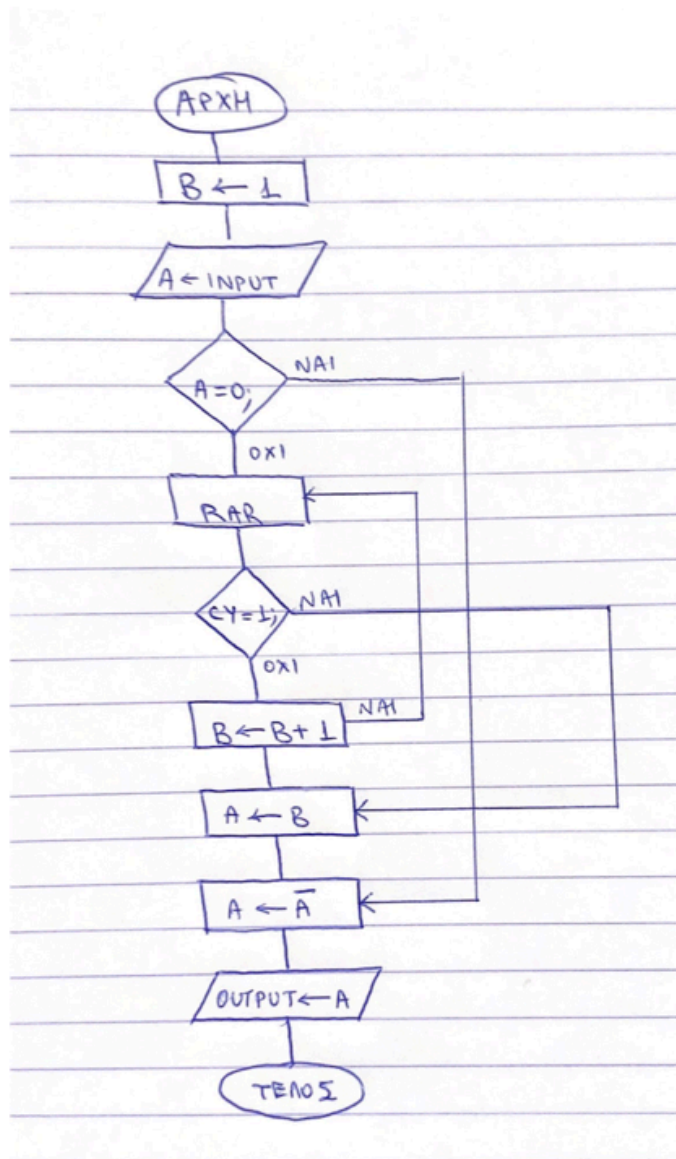 ΑΡΧΗ
B ← 1
A ← INPUT
A = 0;
ΝΑΙ
ΟΧΙ
RAR
CY = 1;
ΝΑΙ
ΟΧΙ
B ← B + 1
ΝΑΙ
A ← B
A ← A̅
OUTPUT ← A
ΤΕΛΟΣ